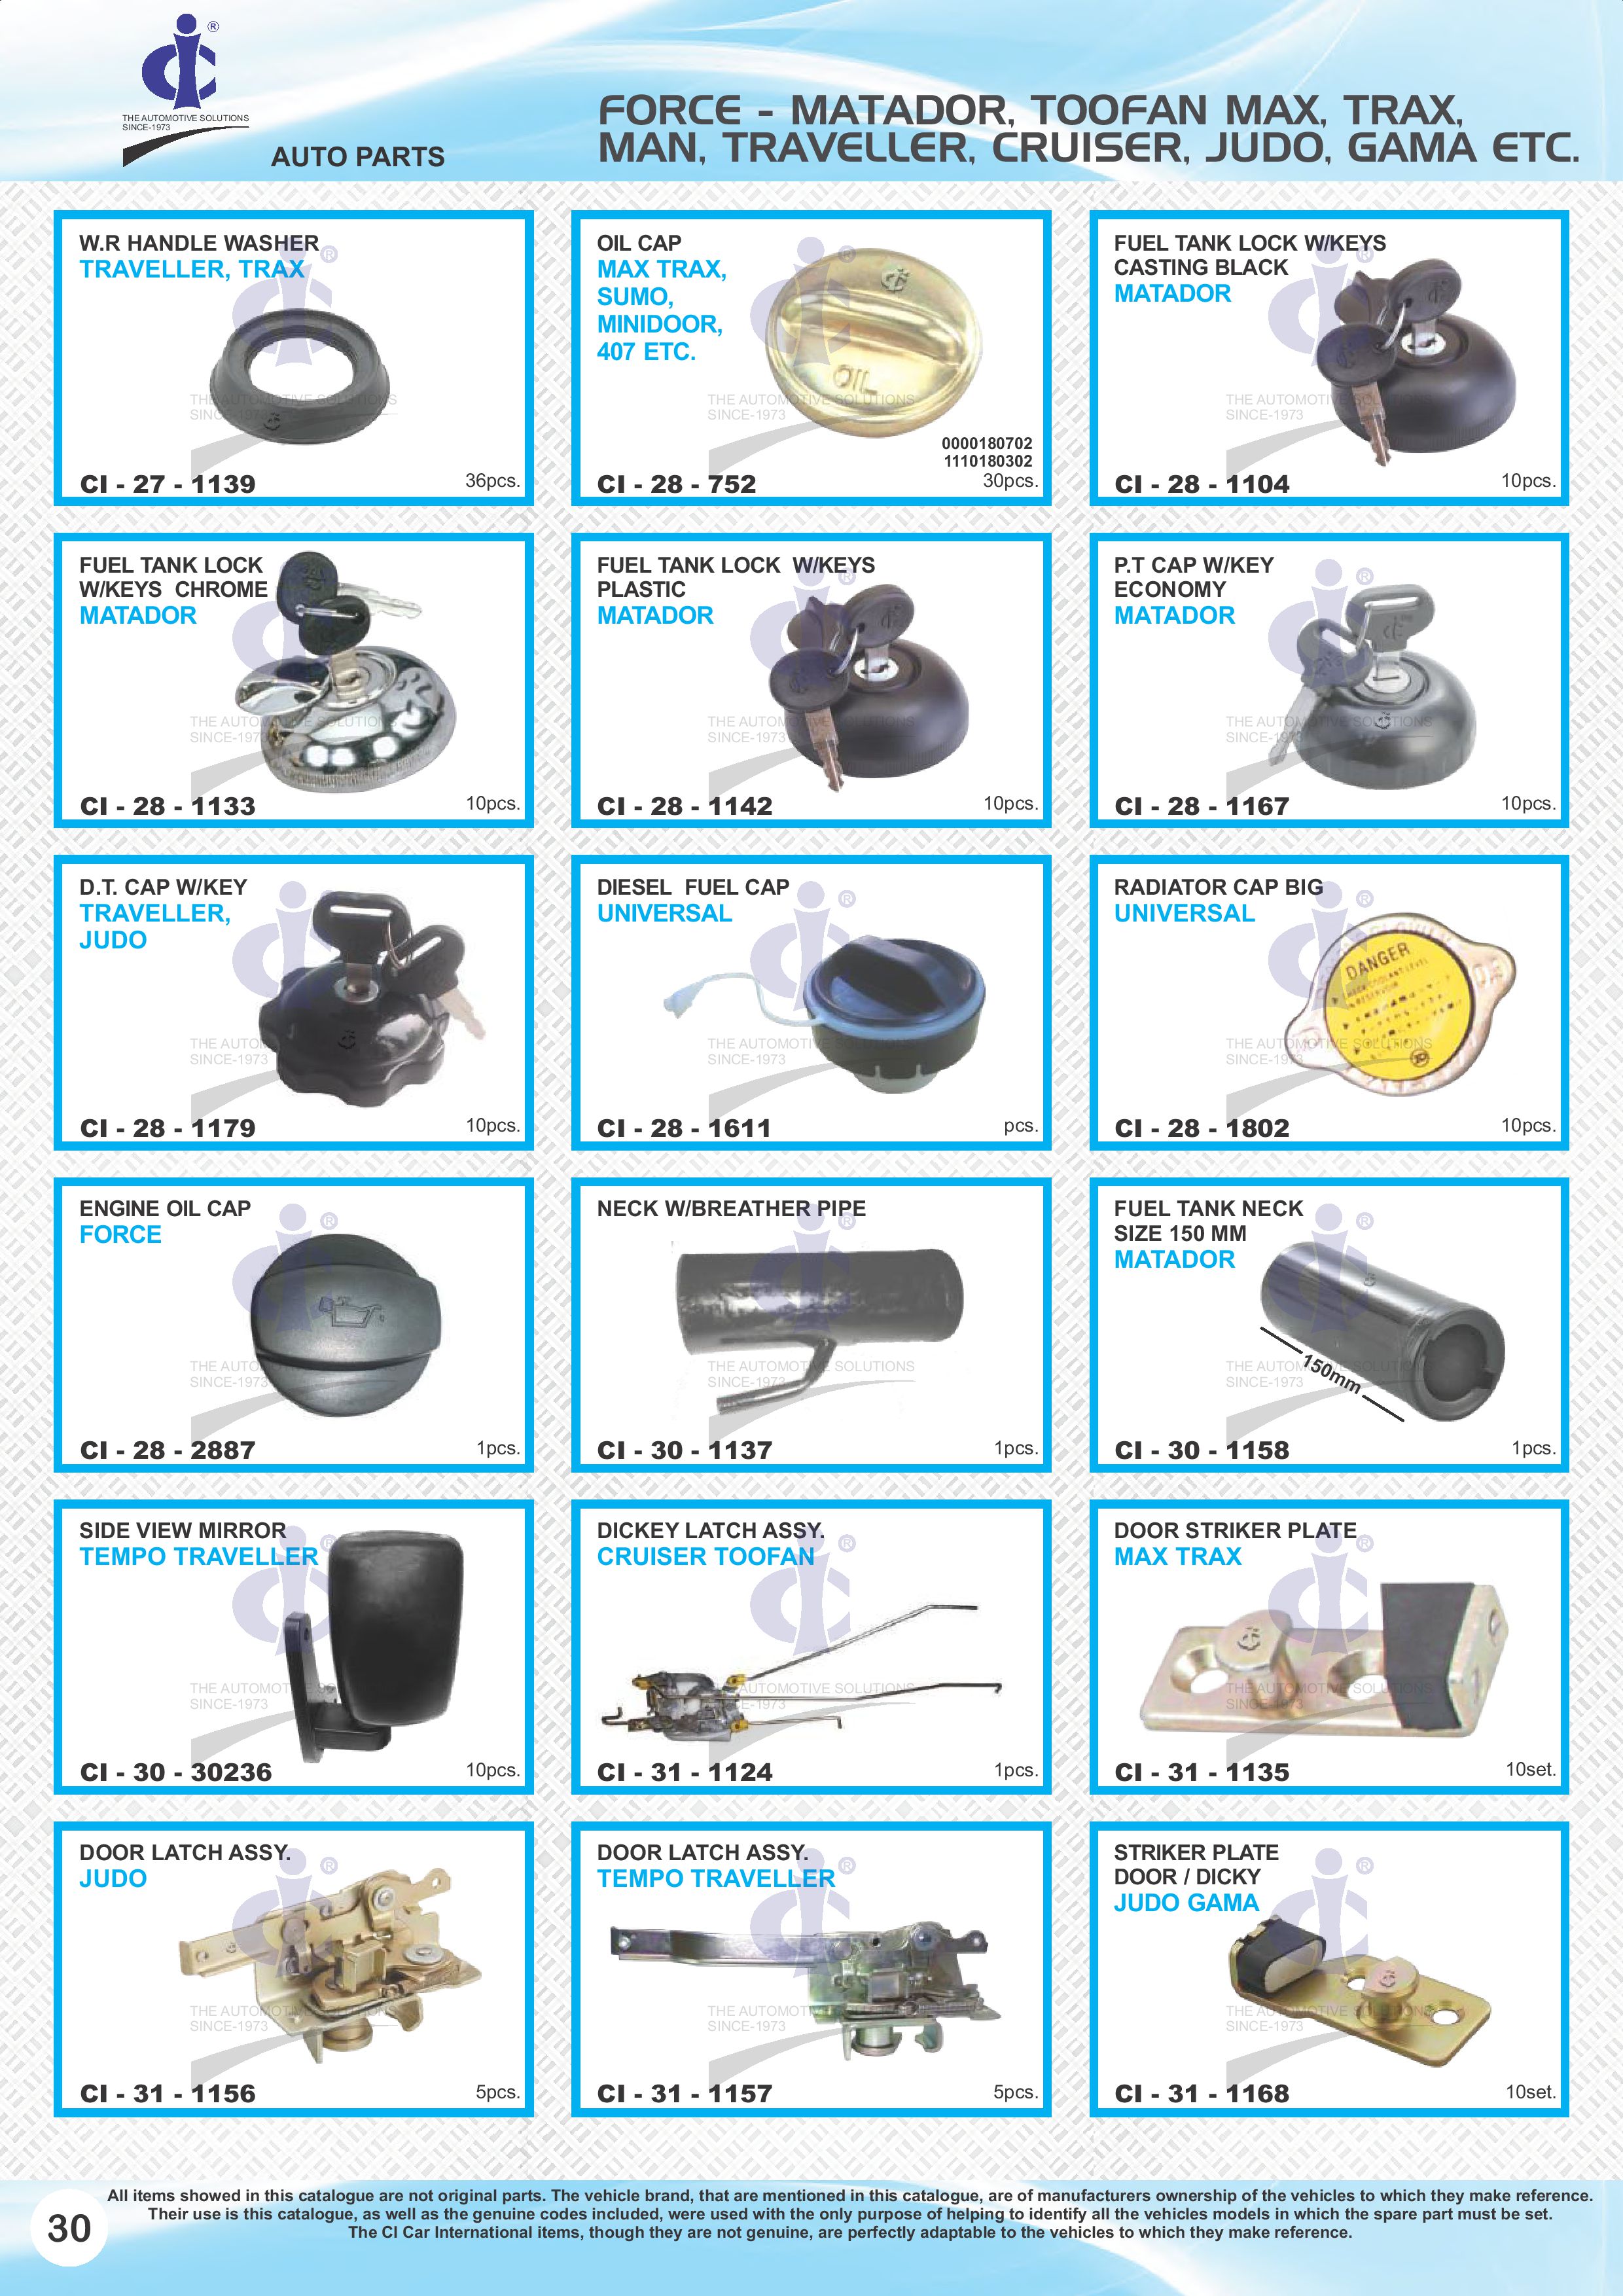 THE AUTOMOTIVE SOLUTIONS
SINCE-1973
AUTO PARTS
FORCE - MATADOR, TOOFAN MAX, TRAX,
MAN, TRAVELLER, CRUISER, JUDO, GAMA ETC.
W.R HANDLE WASHER
TRAVELLER, TRAX
CI - 27 - 1139
36pcs.
OIL CAP
MAX TRAX,
SUMO,
MINIDOOR,
407 ETC.
OIL
0000180702
1110180302
CI - 28 - 752
30pcs.
FUEL TANK LOCK W/KEYS
CASTING BLACK
MATADOR
CI - 28 - 1104
10pcs.
FUEL TANK LOCK
W/KEYS CHROME
MATADOR
CI - 28 - 1133
10pcs.
FUEL TANK LOCK W/KEYS
PLASTIC
MATADOR
CI - 28 - 1142
10pcs.
P.T CAP W/KEY
ECONOMY
MATADOR
CI - 28 - 1167
10pcs.
D.T. CAP W/KEY
TRAVELLER,
JUDO
CI - 28 - 1179
10pcs.
DIESEL FUEL CAP
UNIVERSAL
CI - 28 - 1611
pcs.
RADIATOR CAP BIG
UNIVERSAL
DANGER
CI - 28 - 1802
10pcs.
ENGINE OIL CAP
FORCE
CI - 28 - 2887
1pcs.
NECK W/BREATHER PIPE
CI - 30 - 1137
1pcs.
FUEL TANK NECK
SIZE 150 MM
MATADOR
150mm
CI - 30 - 1158
1pcs.
SIDE VIEW MIRROR
TEMPO TRAVELLER
CI - 30 - 30236
10pcs.
DICKEY LATCH ASSY.
CRUISER TOOFAN
CI - 31 - 1124
1pcs.
DOOR STRIKER PLATE
MAX TRAX
CI - 31 - 1135
10set.
DOOR LATCH ASSY.
JUDO
CI - 31 - 1156
5pcs.
DOOR LATCH ASSY.
TEMPO TRAVELLER
CI - 31 - 1157
5pcs.
STRIKER PLATE
DOOR / DICKY
JUDO GAMA
CI - 31 - 1168
10set.
30
All items showed in this catalogue are not original parts. The vehicle brand, that are mentioned in this catalogue, are of manufacturers ownership of the vehicles to which they make reference.
Their use is this catalogue, as well as the genuine codes included, were used with the only purpose of helping to identify all the vehicles models in which the spare part must be set.
The CI Car International items, though they are not genuine, are perfectly adaptable to the vehicles to which they make reference.